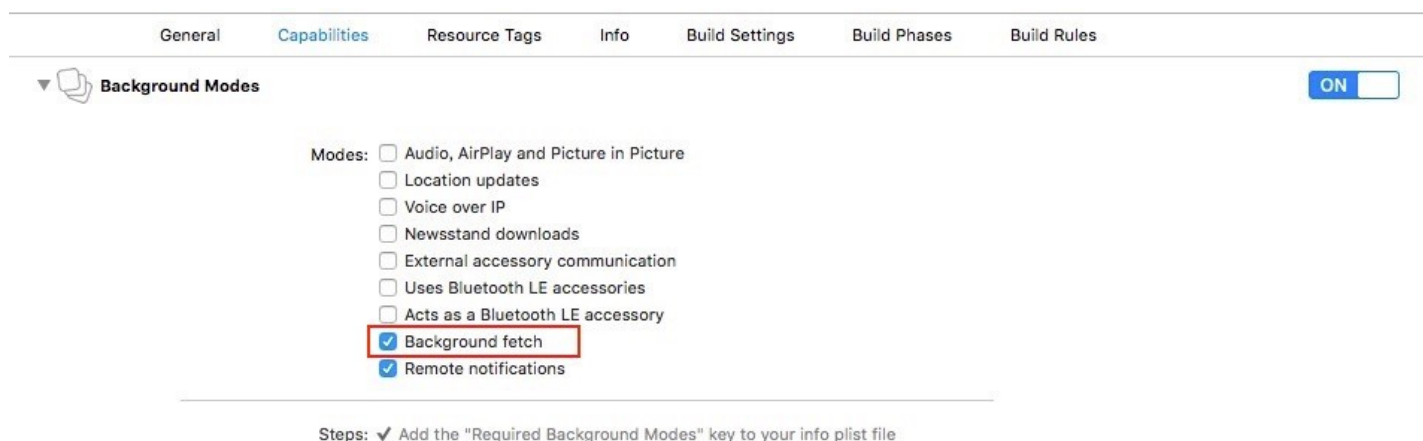 General Capabilities Resource Tags Info Build Settings Build Phases Build Rules
Background Modes ON
Modes: Audio, AirPlay and Picture in Picture
Location updates
Voice over IP
Newsstand downloads
External accessory communication
Uses Bluetooth LE accessories
Acts as a Bluetooth LE accessory
Background fetch
Remote notifications
Steps: ✓ Add the "Required Background Modes" key to your info plist file